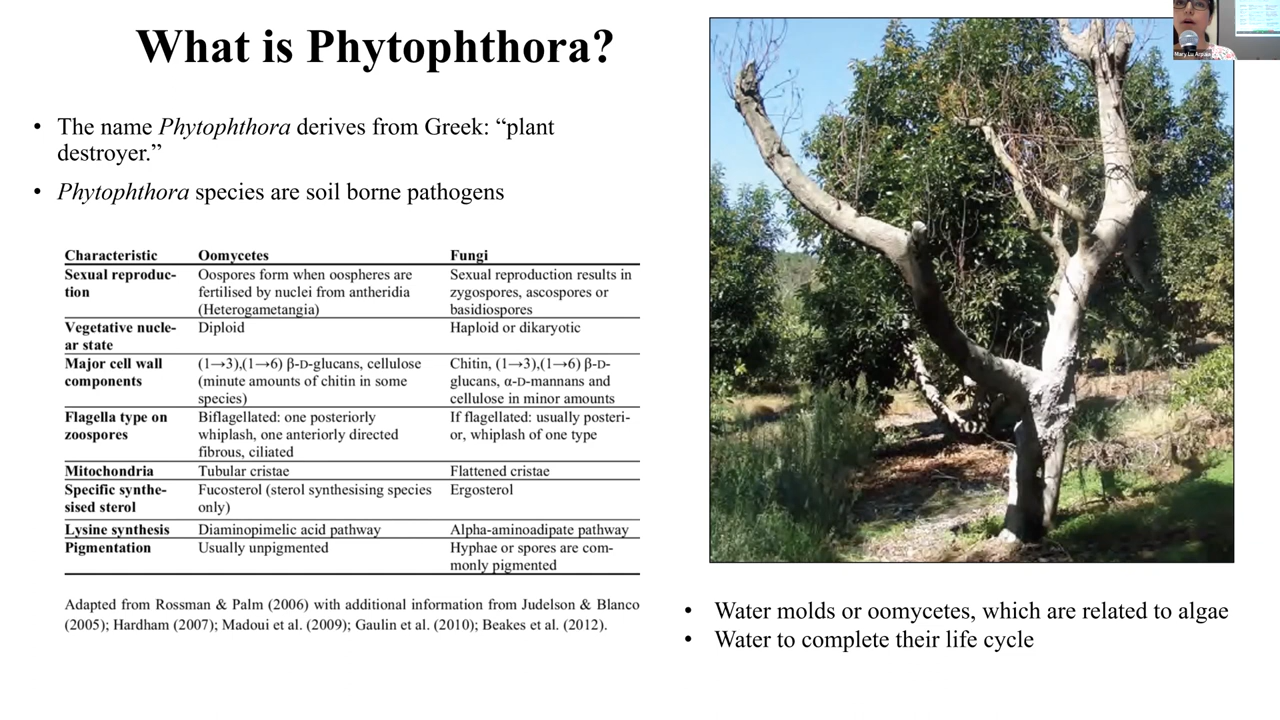 What is Phytophthora?
• The name Phytophthora derives from Greek: “plant
destroyer.”
• Phytophthora species are soil borne pathogens
Characteristic Oomycetes Fungi
Sexual reproduc- Oospores form when oospheres are Sexual reproduction results in
tion fertilised by nuclei from antheridia zygospores, ascospores or
(Heterogametangia) basidiospores
Vegetative nucle- Diploid Haploid or dikaryotic
ar state
Major cell wall (1→3),(1→6) β-D-glucans, cellulose Chitin, (1→3),(1→6) β-D-
components (minute amounts of chitin in some glucans, α-D-mannans and
species) cellulose in minor amounts
Flagella type on Biflagellated: one posteriorly If flagellated: usually posteri-
zoospores whiplash, one anteriorly directed or, whiplash of one type
fibrous, ciliated
Mitochondria Tubular cristae Flattened cristae
Specific synthe- Fucosterol (sterol synthesising species Ergosterol
sised sterol only)
Lysine synthesis Diaminopimelic acid pathway Alpha-aminoadipate pathway
Pigmentation Usually unpigmented Hyphae or spores are com-
monly pigmented
Adapted from Rossman & Palm (2006) with additional information from Judelson & Blanco
(2005); Hardham (2007); Madoui et al. (2009); Gaulin et al. (2010); Beakes et al. (2012).
• Water molds or oomycetes, which are related to algae
• Water to complete their life cycle
Mary Lu Arpaia